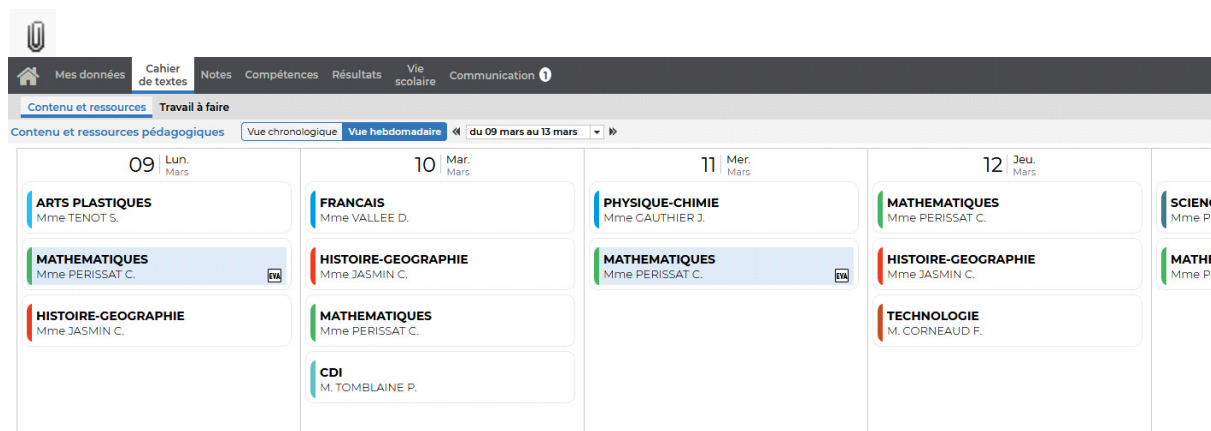 Mes données
Cahier
de textes
Notes
Compétences
Résultats
Vie
scolaire
Communication 1
Contenu et ressources
Travail à faire
Contenu et ressources pédagogiques
Vue chronologique
Vue hebdomadaire
du 09 mars au 13 mars
09 Lun.
Mars
ARTS PLASTIQUES
Mme TENOT S.
MATHEMATIQUES
Mme PERISSAT C.
EVA
HISTOIRE-GEOGRAPHIE
Mme JASMIN C.
10 Mar.
Mars
FRANCAIS
Mme VALLEE D.
HISTOIRE-GEOGRAPHIE
Mme JASMIN C.
MATHEMATIQUES
Mme PERISSAT C.
CDI
M. TOMBLAINE P.
11 Mer.
Mars
PHYSIQUE-CHIMIE
Mme GAUTHIER J.
MATHEMATIQUES
Mme PERISSAT C.
EVA
12 Jeu.
Mars
MATHEMATIQUES
Mme PERISSAT C.
HISTOIRE-GEOGRAPHIE
Mme JASMIN C.
TECHNOLOGIE
M. CORNEAUD F.
SCIEN
Mme P
MATHE
Mme P